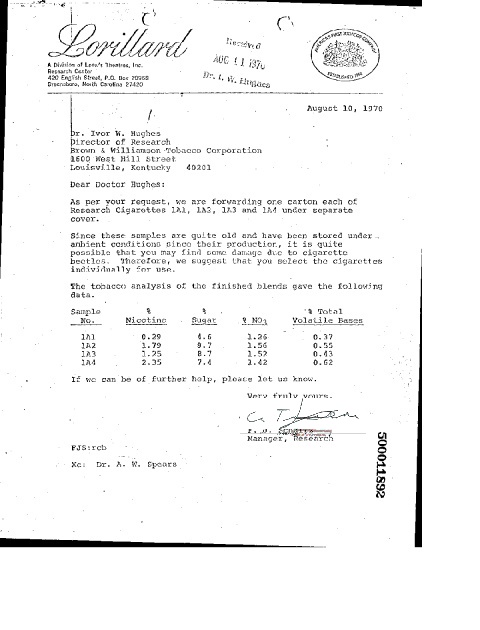 Lorillard
A Division of Loew's Theatres, Inc.
Research Center
420 English Street, P.O. Box 20968
Greensboro, North Carolina 27420
Received
AUG 11 1970
Dr. I. W. Hughes
AMERICA'S FIRST TOBACCO COMPANY
ESTABLISHED 1760
August 10, 1970
Dr. Ivor W. Hughes
Director of Research
Brown & Williamson Tobacco Corporation
1600 West Hill Street
Louisville, Kentucky 40201
Dear Doctor Hughes:
As per your request, we are forwarding one carton each of
Research Cigarettes 1A1, 1A2, 1A3 and 1A4 under separate
cover.
Since these samples are quite old and have been stored under
ambient conditions since their production, it is quite
possible that you may find some damage due to cigarette
beetles. Therefore, we suggest that you select the cigarettes
individually for use.
The tobacco analysis of the finished blends gave the following
data.
Sample % % % Total
No. Nicotine Sugar % NO3 Volatile Bases
1A1 0.29 4.6 1.26 0.37
1A2 1.79 9.7 1.56 0.55
1A3 1.25 8.7 1.52 0.43
1A4 2.35 7.4 1.42 0.62
If we can be of further help, please let us know.
Very truly yours,
Manager, Research
FJS:rcb
Xc: Dr. A. W. Spears
500011892